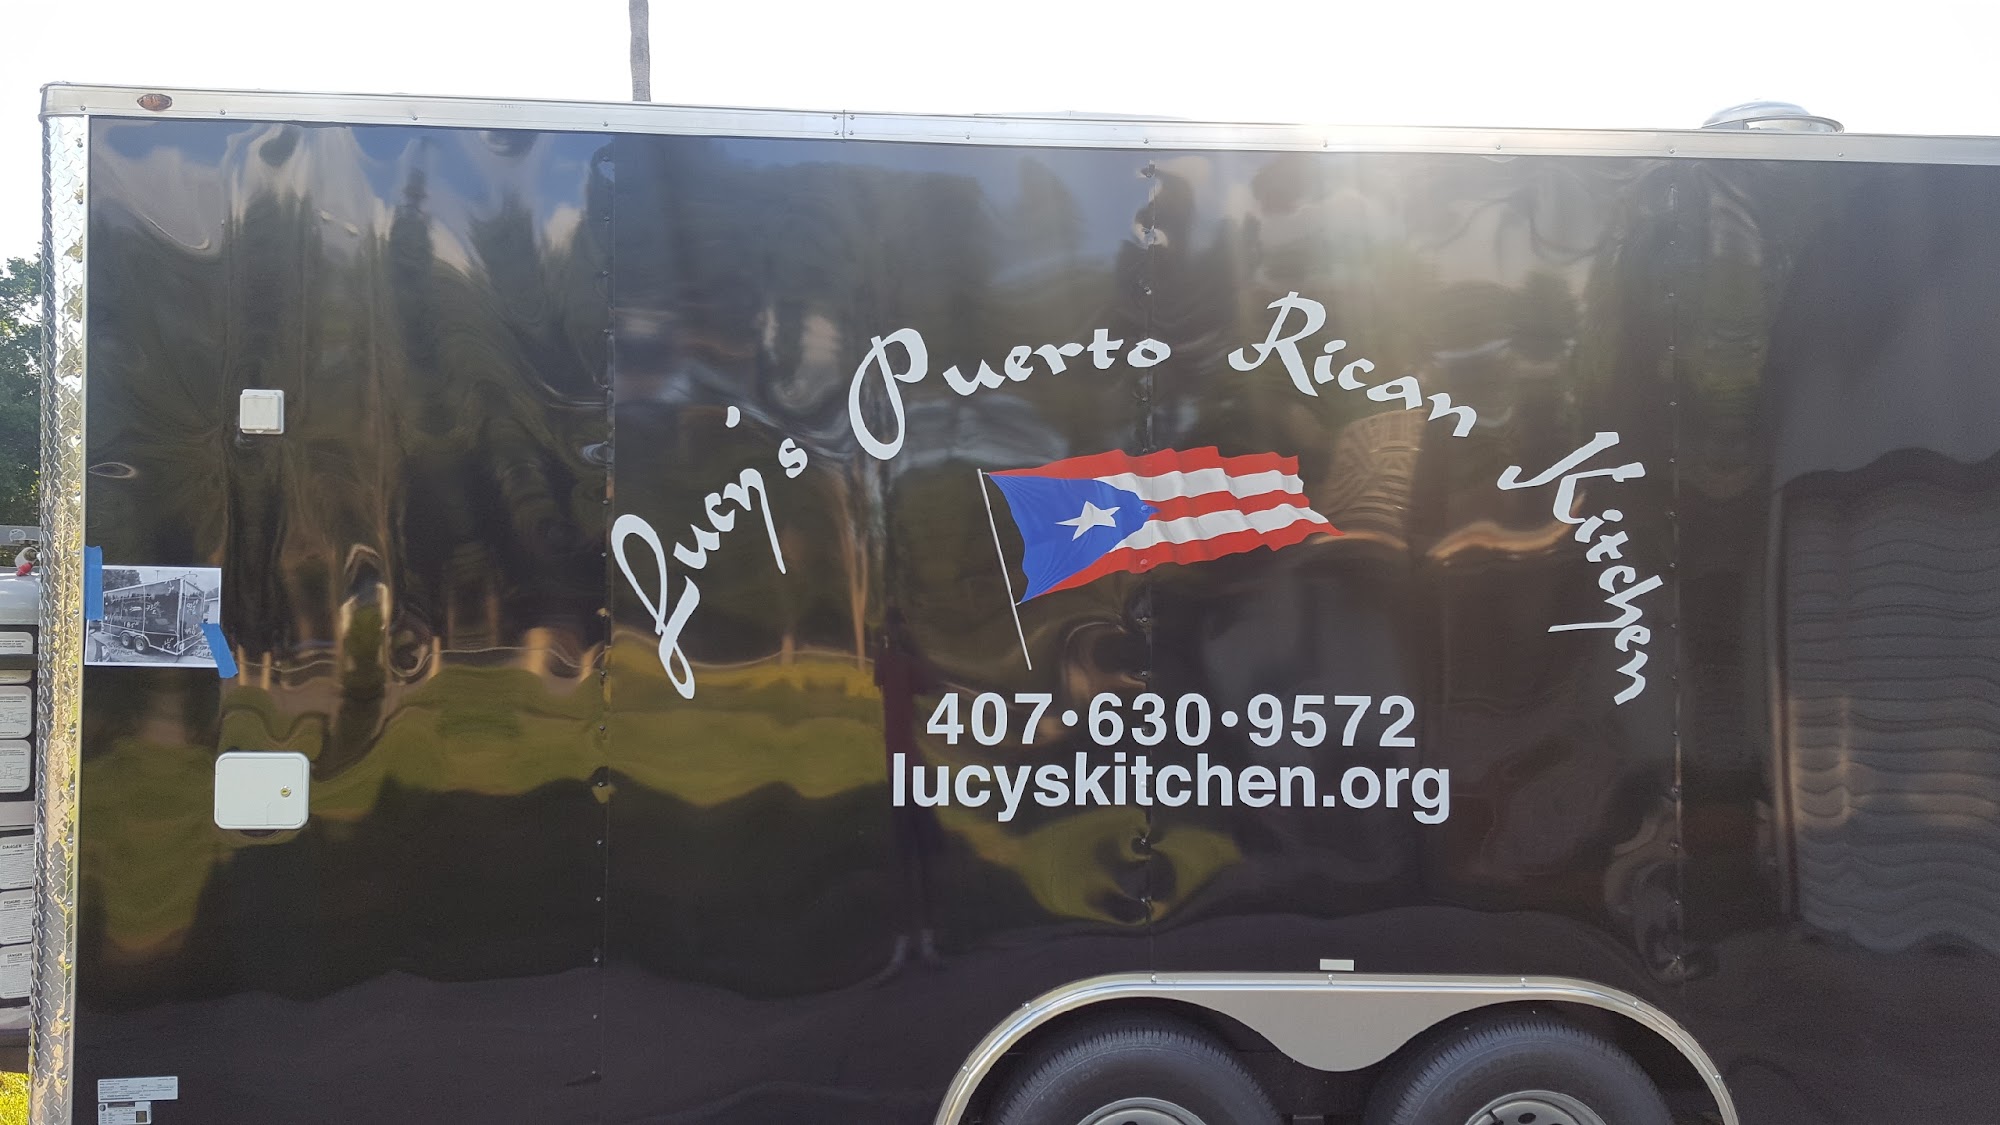 Lucy's Puerto Rican Kitchen
407•630•9572
lucyskitchen.org